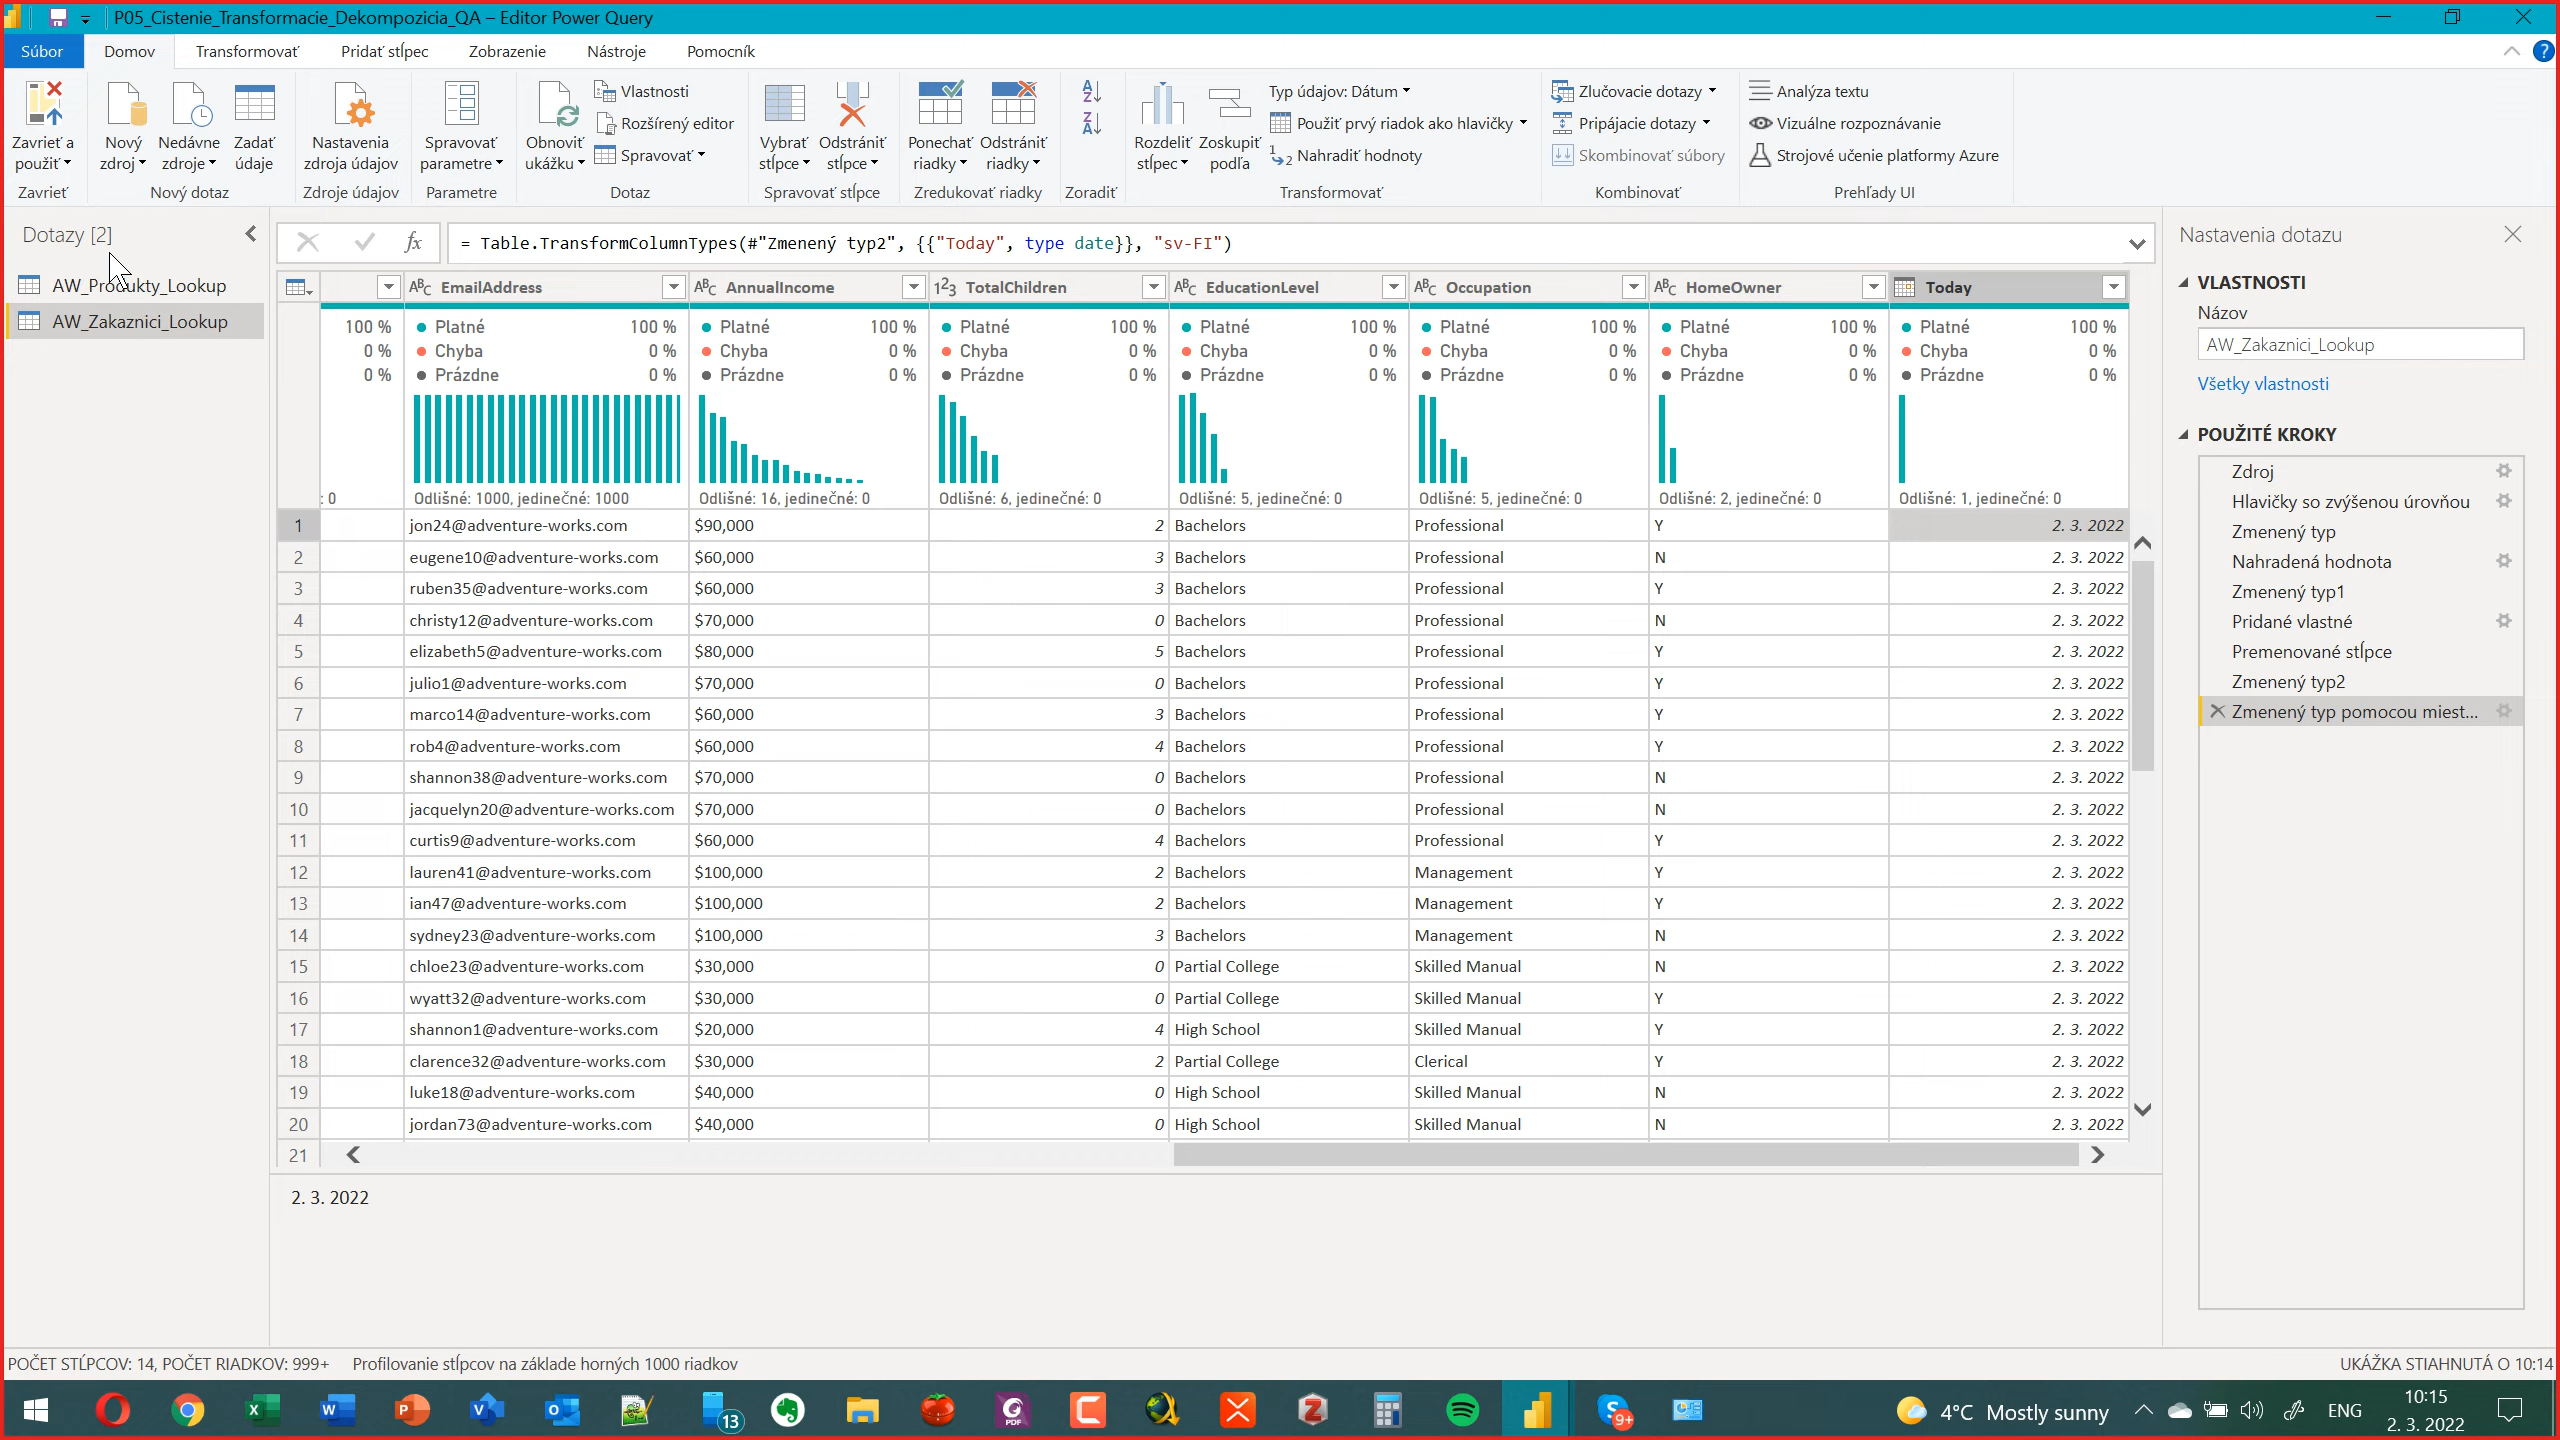 P05_Cistenie_Transformacie_Dekompozicia_QA – Editor Power Query
Súbor Domov Transformovať Pridať stĺpec Zobrazenie Nástroje Pomocník
Zavrieť a použiť
Nový zdroj
Nedávne zdroje
Zadať údaje
Nastavenia zdroja údajov
Spravovať parametre
Obnoviť ukážku
Vlastnosti
Rozšírený editor
Spravovať
Vybrať stĺpce
Odstrániť stĺpce
Ponechať riadky
Odstrániť riadky
Rozdeliť stĺpec
Zoskupiť podľa
Typ údajov: Dátum
Použiť prvý riadok ako hlavičky
Nahradiť hodnoty
Zlučovacie dotazy
Pripájacie dotazy
Skombinovať súbory
Analýza textu
Vizuálne rozpoznávanie
Strojové učenie platformy Azure
Zavrieť Nový dotaz Zdroje údajov Parametre Dotaz Spravovať stĺpce Zredukovať riadky Zoradiť Transformovať Kombinovať Prehľady UI
Dotazy [2]
AW_Produkty_Lookup
AW_Zakaznici_Lookup
= Table.TransformColumnTypes(#"Zmenený typ2", {{"Today", type date}}, "sv-FI")
EmailAddress AnnualIncome TotalChildren EducationLevel Occupation HomeOwner Today
100 % Platné 100 % Platné 100 % Platné 100 % Platné 100 % Platné 100 % Platné 100 % Platné 100 %
0 % Chyba 0 % Chyba 0 % Chyba 0 % Chyba 0 % Chyba 0 % Chyba 0 % Chyba 0 %
0 % Prázdne 0 % Prázdne 0 % Prázdne 0 % Prázdne 0 % Prázdne 0 % Prázdne 0 % Prázdne 0 %
: 0 Odlišné: 1000, jedinečné: 1000 Odlišné: 16, jedinečné: 0 Odlišné: 6, jedinečné: 0 Odlišné: 5, jedinečné: 0 Odlišné: 5, jedinečné: 0 Odlišné: 2, jedinečné: 0 Odlišné: 1, jedinečné: 0
1 jon24@adventure-works.com $90,000 2 Bachelors Professional Y 2. 3. 2022
2 eugene10@adventure-works.com $60,000 3 Bachelors Professional N 2. 3. 2022
3 ruben35@adventure-works.com $60,000 3 Bachelors Professional Y 2. 3. 2022
4 christy12@adventure-works.com $70,000 0 Bachelors Professional N 2. 3. 2022
5 elizabeth5@adventure-works.com $80,000 5 Bachelors Professional Y 2. 3. 2022
6 julio1@adventure-works.com $70,000 0 Bachelors Professional Y 2. 3. 2022
7 marco14@adventure-works.com $60,000 3 Bachelors Professional Y 2. 3. 2022
8 rob4@adventure-works.com $60,000 4 Bachelors Professional Y 2. 3. 2022
9 shannon38@adventure-works.com $70,000 0 Bachelors Professional N 2. 3. 2022
10 jacquelyn20@adventure-works.com $70,000 0 Bachelors Professional N 2. 3. 2022
11 curtis9@adventure-works.com $60,000 4 Bachelors Professional Y 2. 3. 2022
12 lauren41@adventure-works.com $100,000 2 Bachelors Management Y 2. 3. 2022
13 ian47@adventure-works.com $100,000 2 Bachelors Management Y 2. 3. 2022
14 sydney23@adventure-works.com $100,000 3 Bachelors Management N 2. 3. 2022
15 chloe23@adventure-works.com $30,000 0 Partial College Skilled Manual N 2. 3. 2022
16 wyatt32@adventure-works.com $30,000 0 Partial College Skilled Manual Y 2. 3. 2022
17 shannon1@adventure-works.com $20,000 4 High School Skilled Manual Y 2. 3. 2022
18 clarence32@adventure-works.com $30,000 2 Partial College Clerical Y 2. 3. 2022
19 luke18@adventure-works.com $40,000 0 High School Skilled Manual N 2. 3. 2022
20 jordan73@adventure-works.com $40,000 0 High School Skilled Manual N 2. 3. 2022
21
2. 3. 2022
Nastavenia dotazu
VLASTNOSTI
Názov
AW_Zakaznici_Lookup
Všetky vlastnosti
POUŽITÉ KROKY
Zdroj
Hlavičky so zvýšenou úrovňou
Zmenený typ
Nahradená hodnota
Zmenený typ1
Pridané vlastné
Premenované stĺpce
Zmenený typ2
Zmenený typ pomocou miest...
POČET STĹPCOV: 14, POČET RIADKOV: 999+ Profilovanie stĺpcov na základe horných 1000 riadkov UKÁŽKA STIAHNUTÁ O 10:14
13
9+
4°C Mostly sunny
ENG
10:15
2. 3. 2022